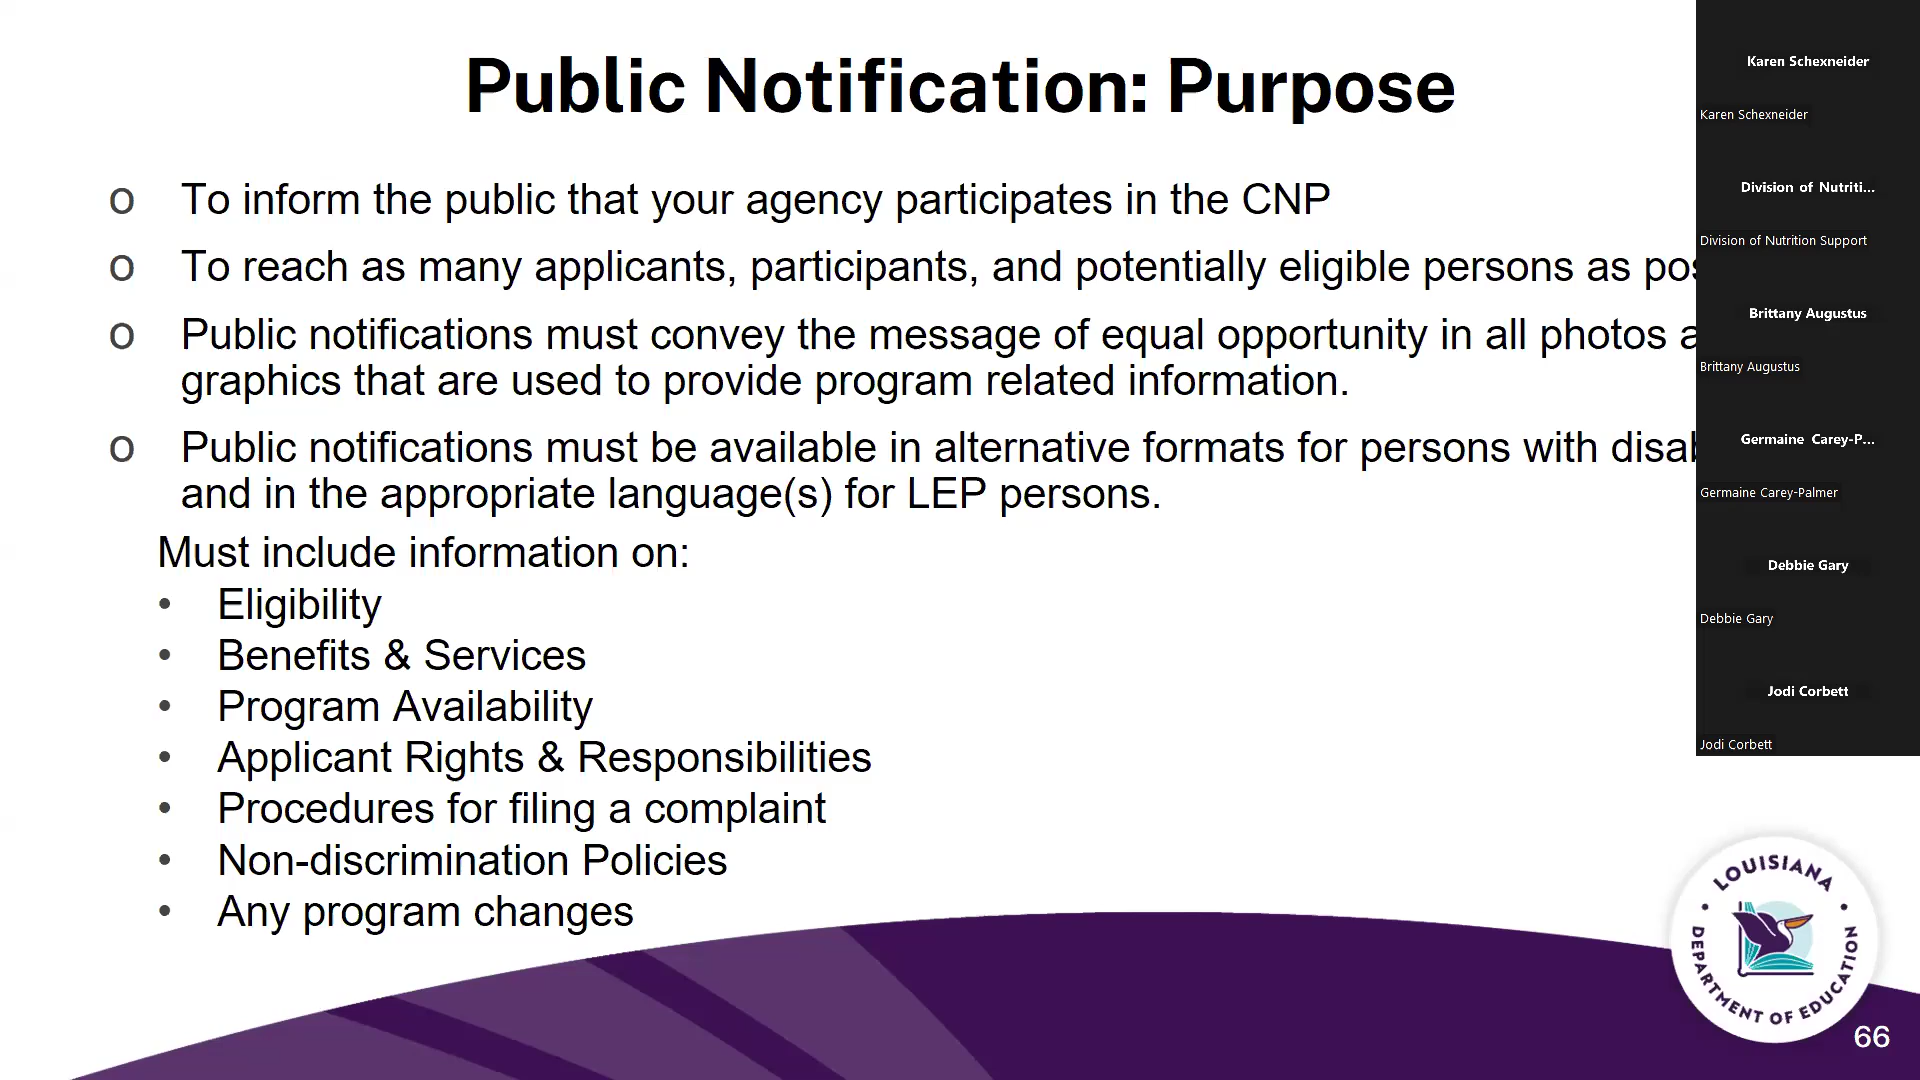 Public Notification: Purpose
o To inform the public that your agency participates in the CNP
o To reach as many applicants, participants, and potentially eligible persons as
o Public notifications must convey the message of equal opportunity in all photos
graphics that are used to provide program related information.
o Public notifications must be available in alternative formats for persons with
and in the appropriate language(s) for LEP persons.
Must include information on:
• Eligibility
• Benefits & Services
• Program Availability
• Applicant Rights & Responsibilities
• Procedures for filing a complaint
• Non-discrimination Policies
• Any program changes
Karen Schexneider
Karen Schexneider
Division of Nutriti...
Division of Nutrition Support
Brittany Augustus
Brittany Augustus
Germaine Carey-P...
Germaine Carey-Palmer
Debbie Gary
Debbie Gary
Jodi Corbett
Jodi Corbett
LOUISIANA
DEPARTMENT OF EDUCATION
66